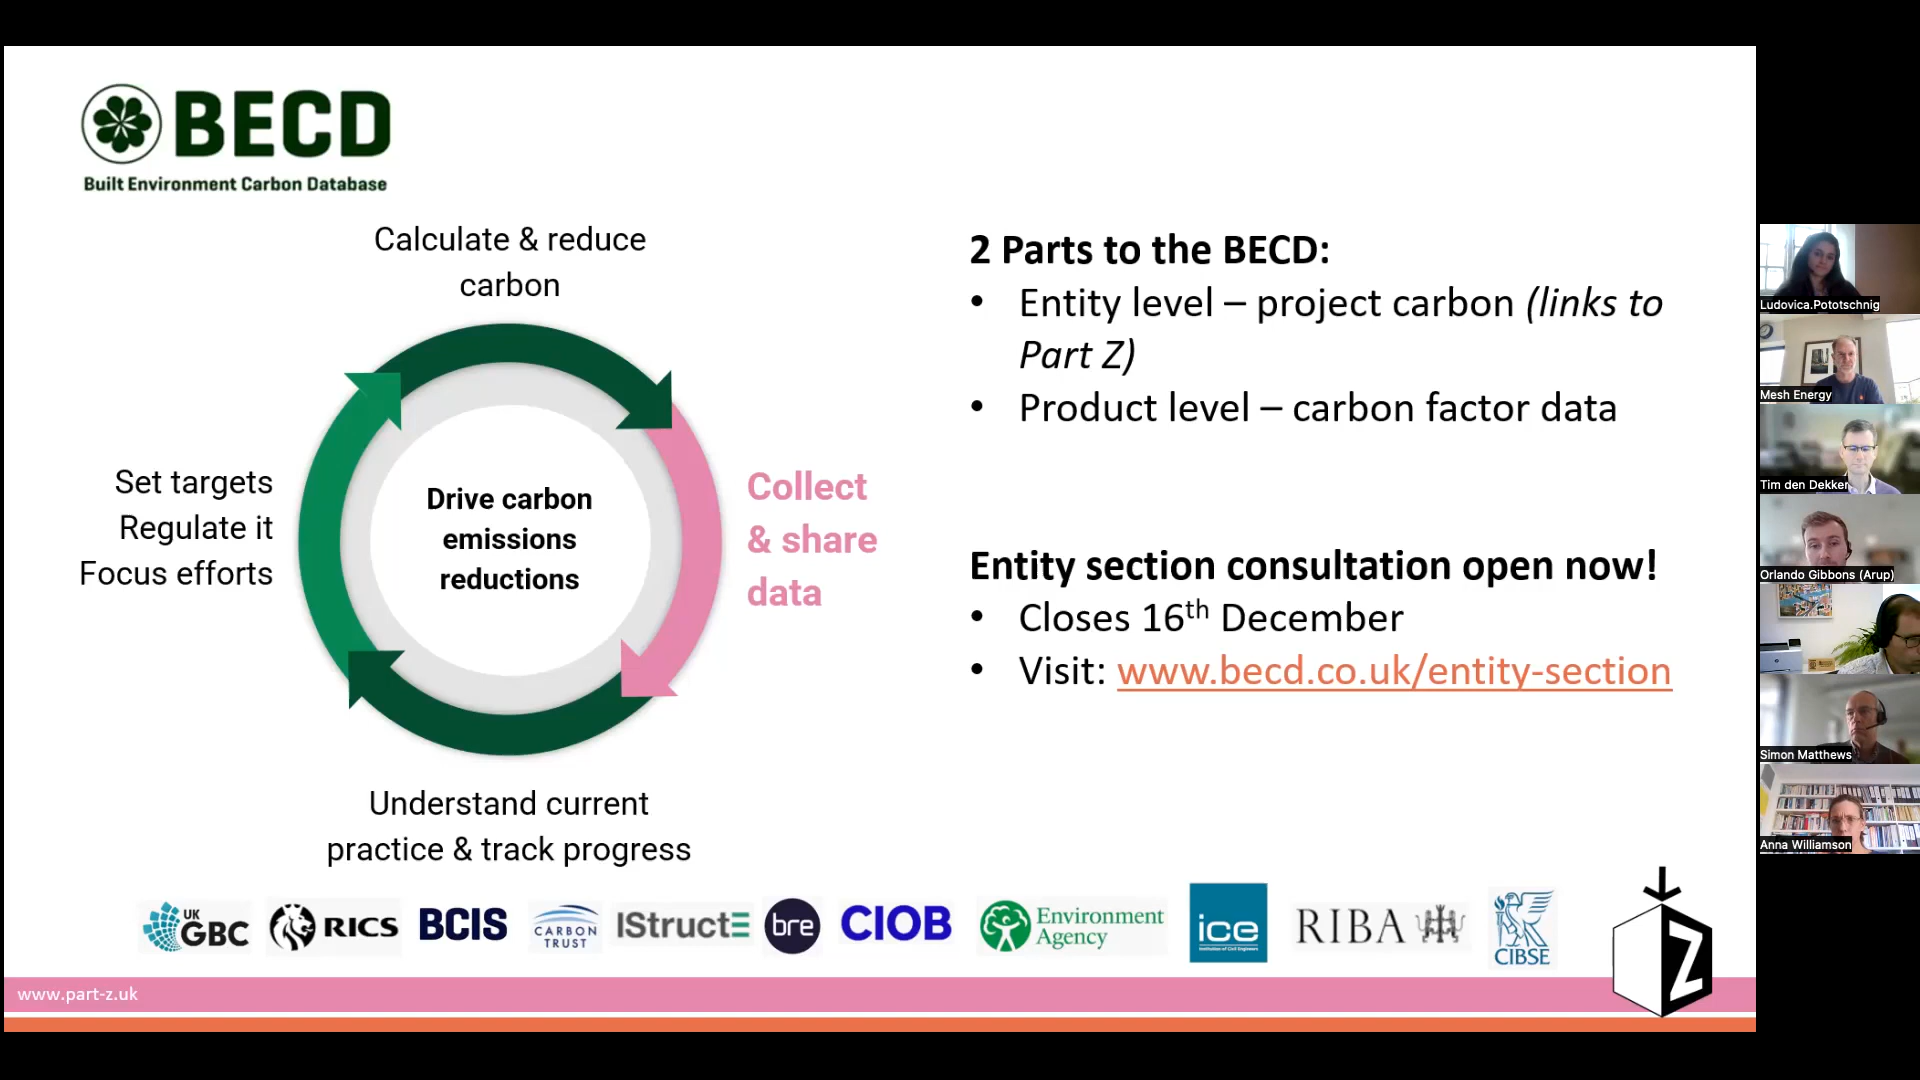 BECD
Built Environment Carbon Database
Calculate & reduce
carbon
Set targets
Regulate it
Focus efforts
Drive carbon
emissions
reductions
Collect
& share
data
Understand current
practice & track progress
2 Parts to the BECD:
• Entity level – project carbon (links to
Part Z)
• Product level – carbon factor data
Entity section consultation open now!
• Closes 16th December
• Visit: www.becd.co.uk/entity-section
UK
GBC
RICS
BCIS
CARBON
TRUST
IStructE
bre
CIOB
Environment
Agency
ice
Institution of Civil Engineers
RIBA
CIBSE
Z
www.part-z.uk
Ludovica.Pototschnig
Mesh Energy
Tim den Dekker
Orlando Gibbons (Arup)
Simon Matthews
Anna Williamson